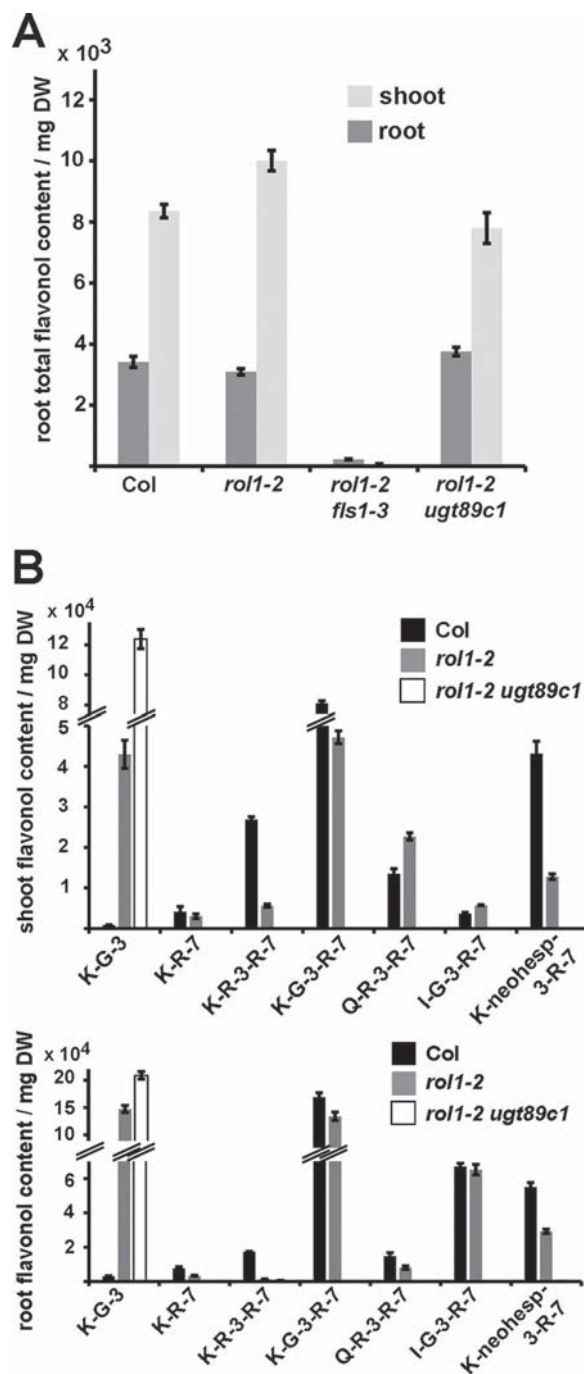 A
x 10³
root total flavonol content / mg DW
12
10
8
6
4
2
shoot
root
Col
rol1-2
rol1-2
fls1-3
rol1-2
ugt89c1
B
x 10⁴
shoot flavonol content / mg DW
12
10
8
5
4
3
2
1
Col
rol1-2
rol1-2 ugt89c1
K-G-3
K-R-7
K-R-3-R-7
K-G-3-R-7
Q-R-3-R-7
I-G-3-R-7
K-neohesp-
3-R-7
x 10⁴
root flavonol content / mg DW
20
15
10
6
4
2
Col
rol1-2
rol1-2 ugt89c1
K-G-3
K-R-7
K-R-3-R-7
K-G-3-R-7
Q-R-3-R-7
I-G-3-R-7
K-neohesp-
3-R-7